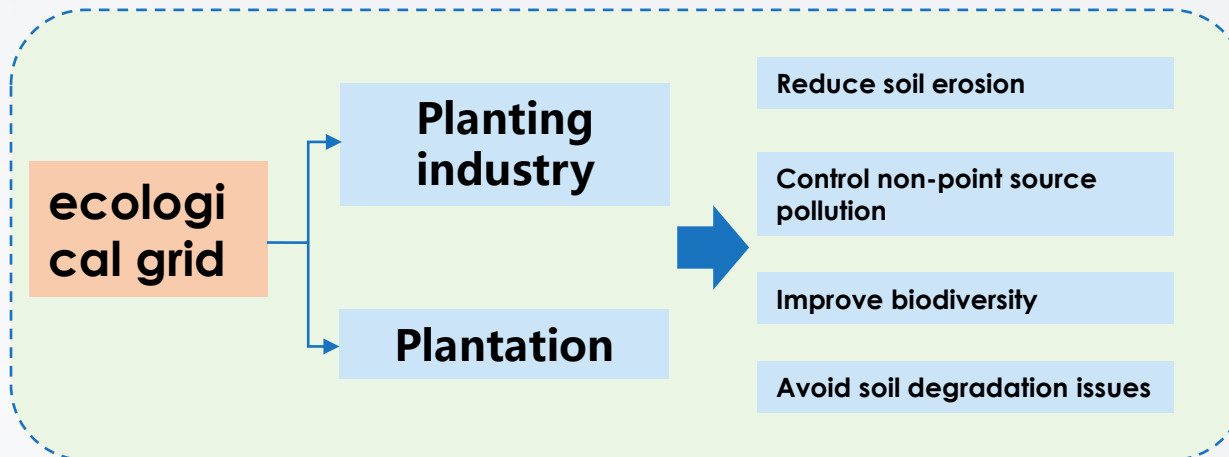 ecologi
cal grid
Planting
industry
Plantation
Reduce soil erosion
Control non-point source
pollution
Improve biodiversity
Avoid soil degradation issues